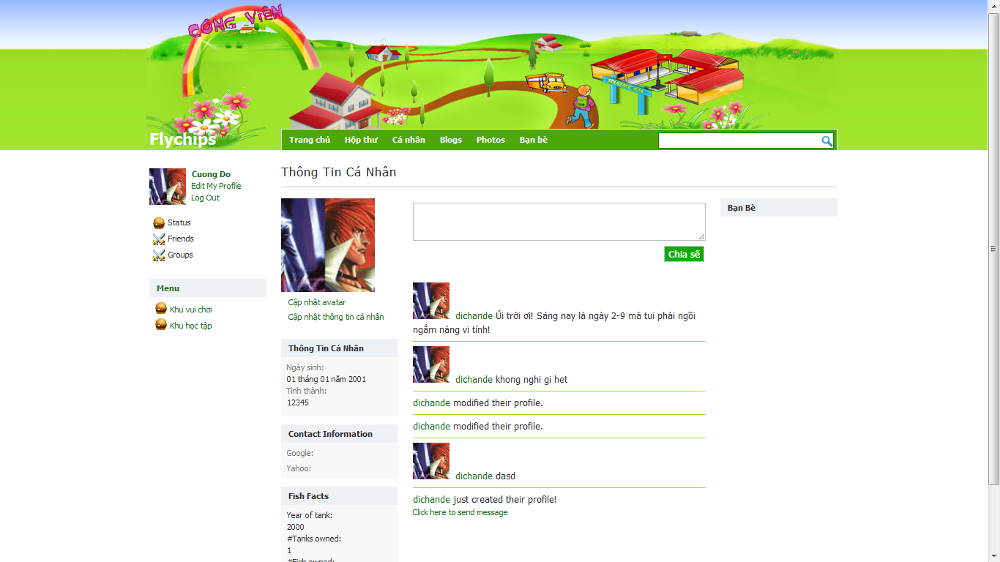 CÔNG VIÊN
Flychips
Trang chủ Hộp thư Cá nhân Blogs Photos Bạn bè
Cuong Do
Edit My Profile
Log Out
Status
Friends
Groups
Menu
Khu vui chơi
Khu học tập
Thông Tin Cá Nhân
Cập nhật avatar
Cập nhật thông tin cá nhân
Thông Tin Cá Nhân
Ngày sinh:
01 tháng 01 năm 2001
Tỉnh thành:
12345
Contact Information
Google:
Yahoo:
Fish Facts
Year of tank:
2000
#Tanks owned:
1
#Fish owned:
Chia sẽ
dichande Úi trời ơi! Sáng nay là ngày 2-9 mà tui phải ngồi
ngắm nàng vi tính!
dichande khong nghi gi het
dichande modified their profile.
dichande modified their profile.
dichande dasd
dichande just created their profile!
Click here to send message
Bạn Bè